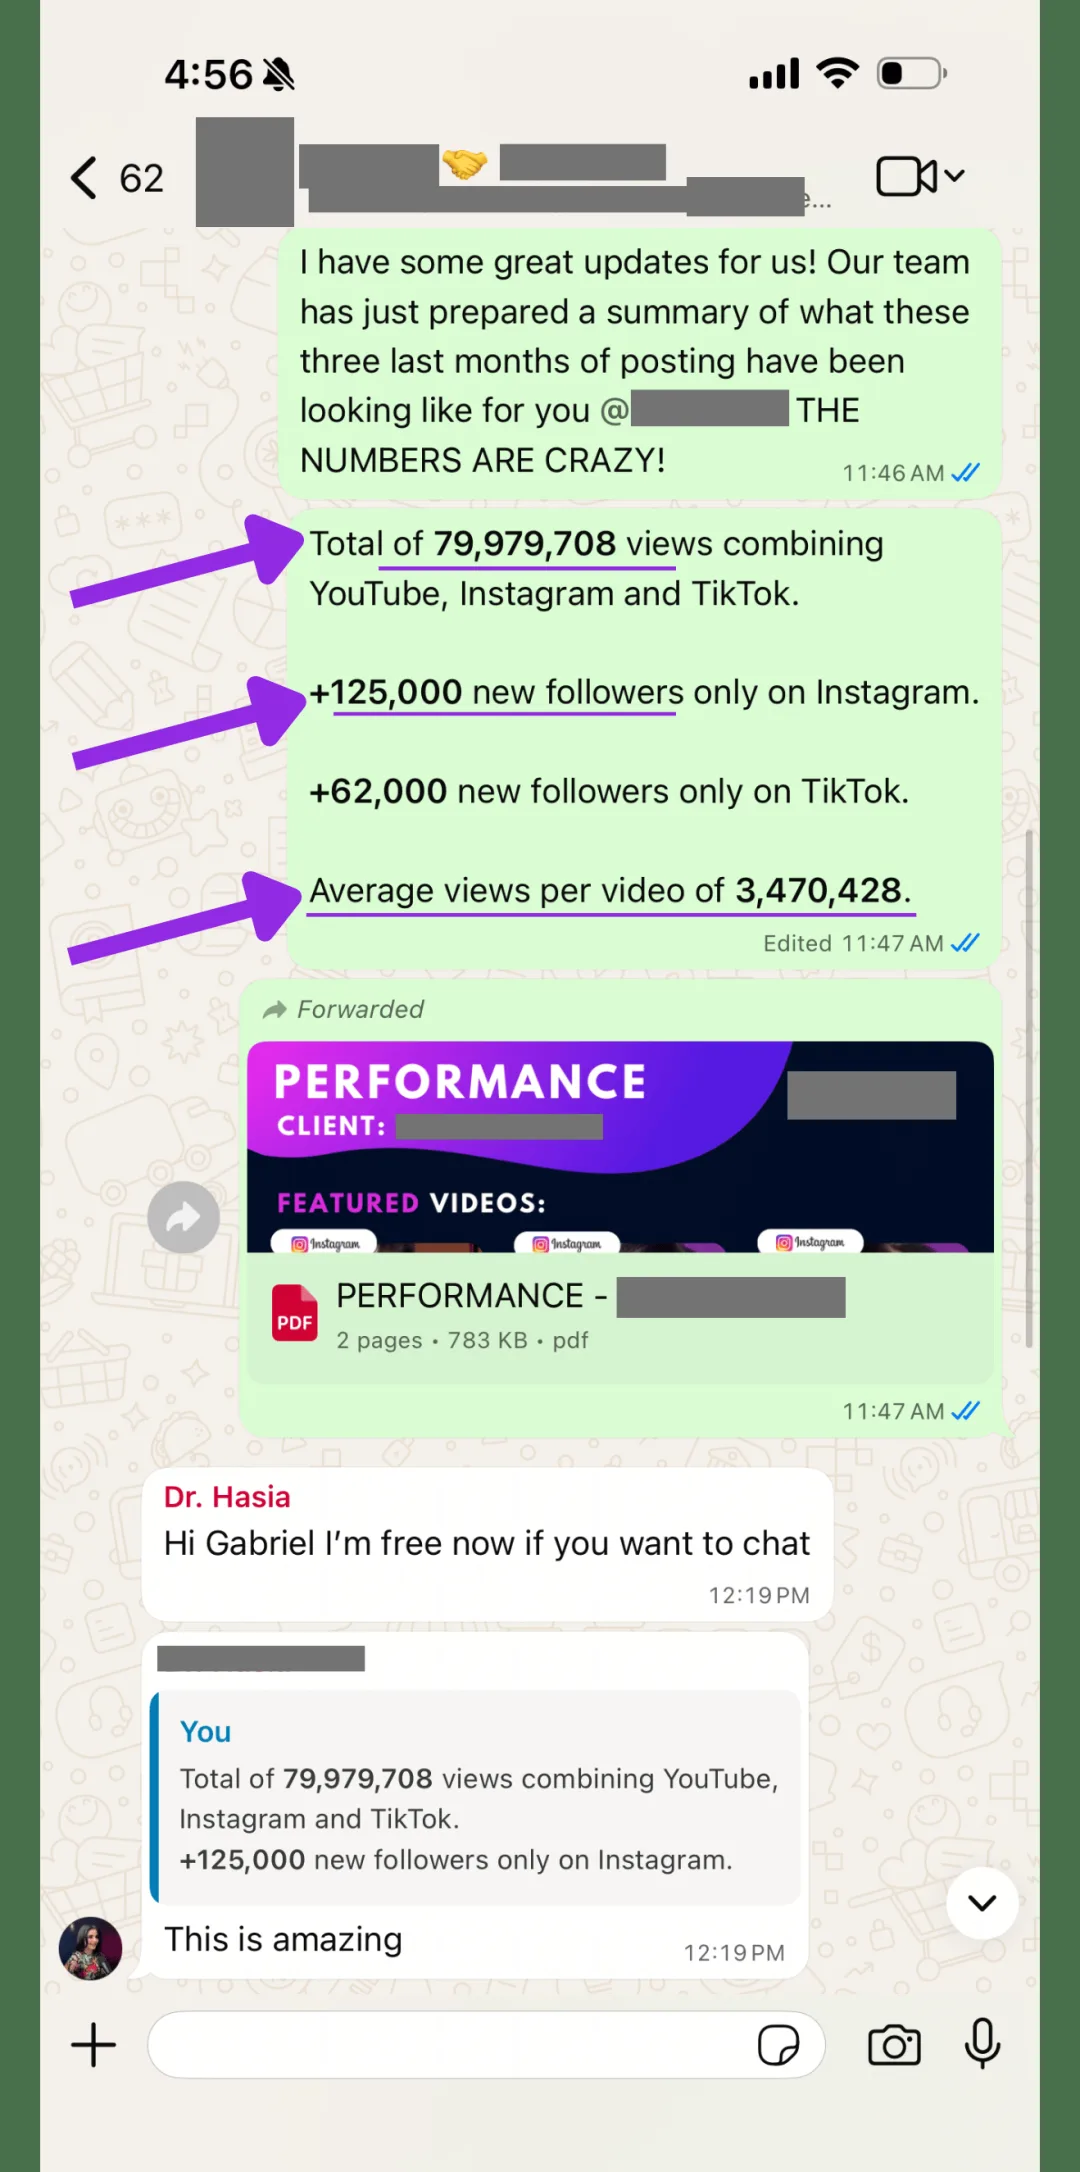 4:56
62
e...
I have some great updates for us! Our team
has just prepared a summary of what these
three last months of posting have been
looking like for you @ THE
NUMBERS ARE CRAZY!
11:46 AM
Total of 79,979,708 views combining
YouTube, Instagram and TikTok.
+125,000 new followers only on Instagram.
+62,000 new followers only on TikTok.
Average views per video of 3,470,428.
Edited 11:47 AM
Forwarded
PERFORMANCE
CLIENT:
FEATURED VIDEOS:
Instagram Instagram Instagram
PDF
PERFORMANCE -
2 pages • 783 KB • pdf
11:47 AM
Dr. Hasia
Hi Gabriel I'm free now if you want to chat
12:19 PM
You
Total of 79,979,708 views combining YouTube,
Instagram and TikTok.
+125,000 new followers only on Instagram.
This is amazing
12:19 PM